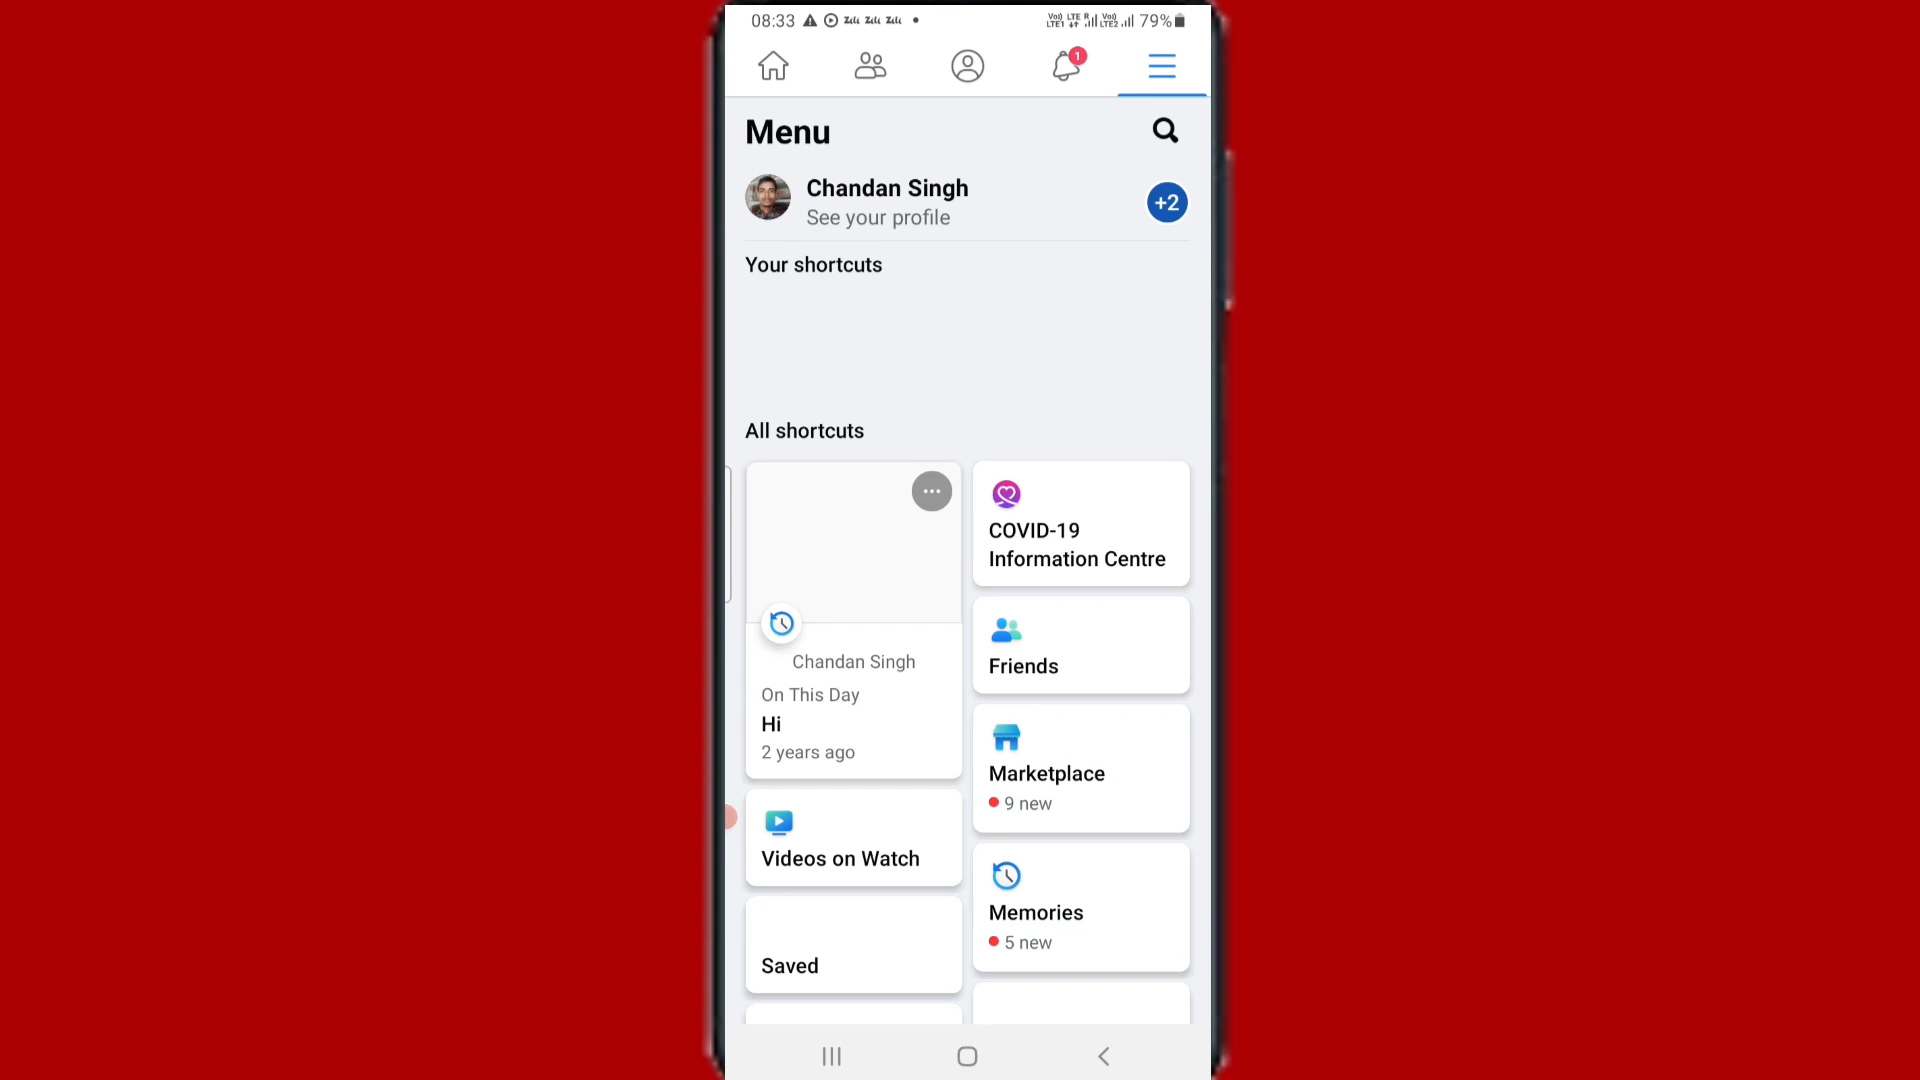 08:33
79%
1
Menu
Chandan Singh
See your profile
+2
Your shortcuts
All shortcuts
COVID-19
Information Centre
Chandan Singh
On This Day
Hi
2 years ago
Friends
Marketplace
9 new
Videos on Watch
Memories
5 new
Saved